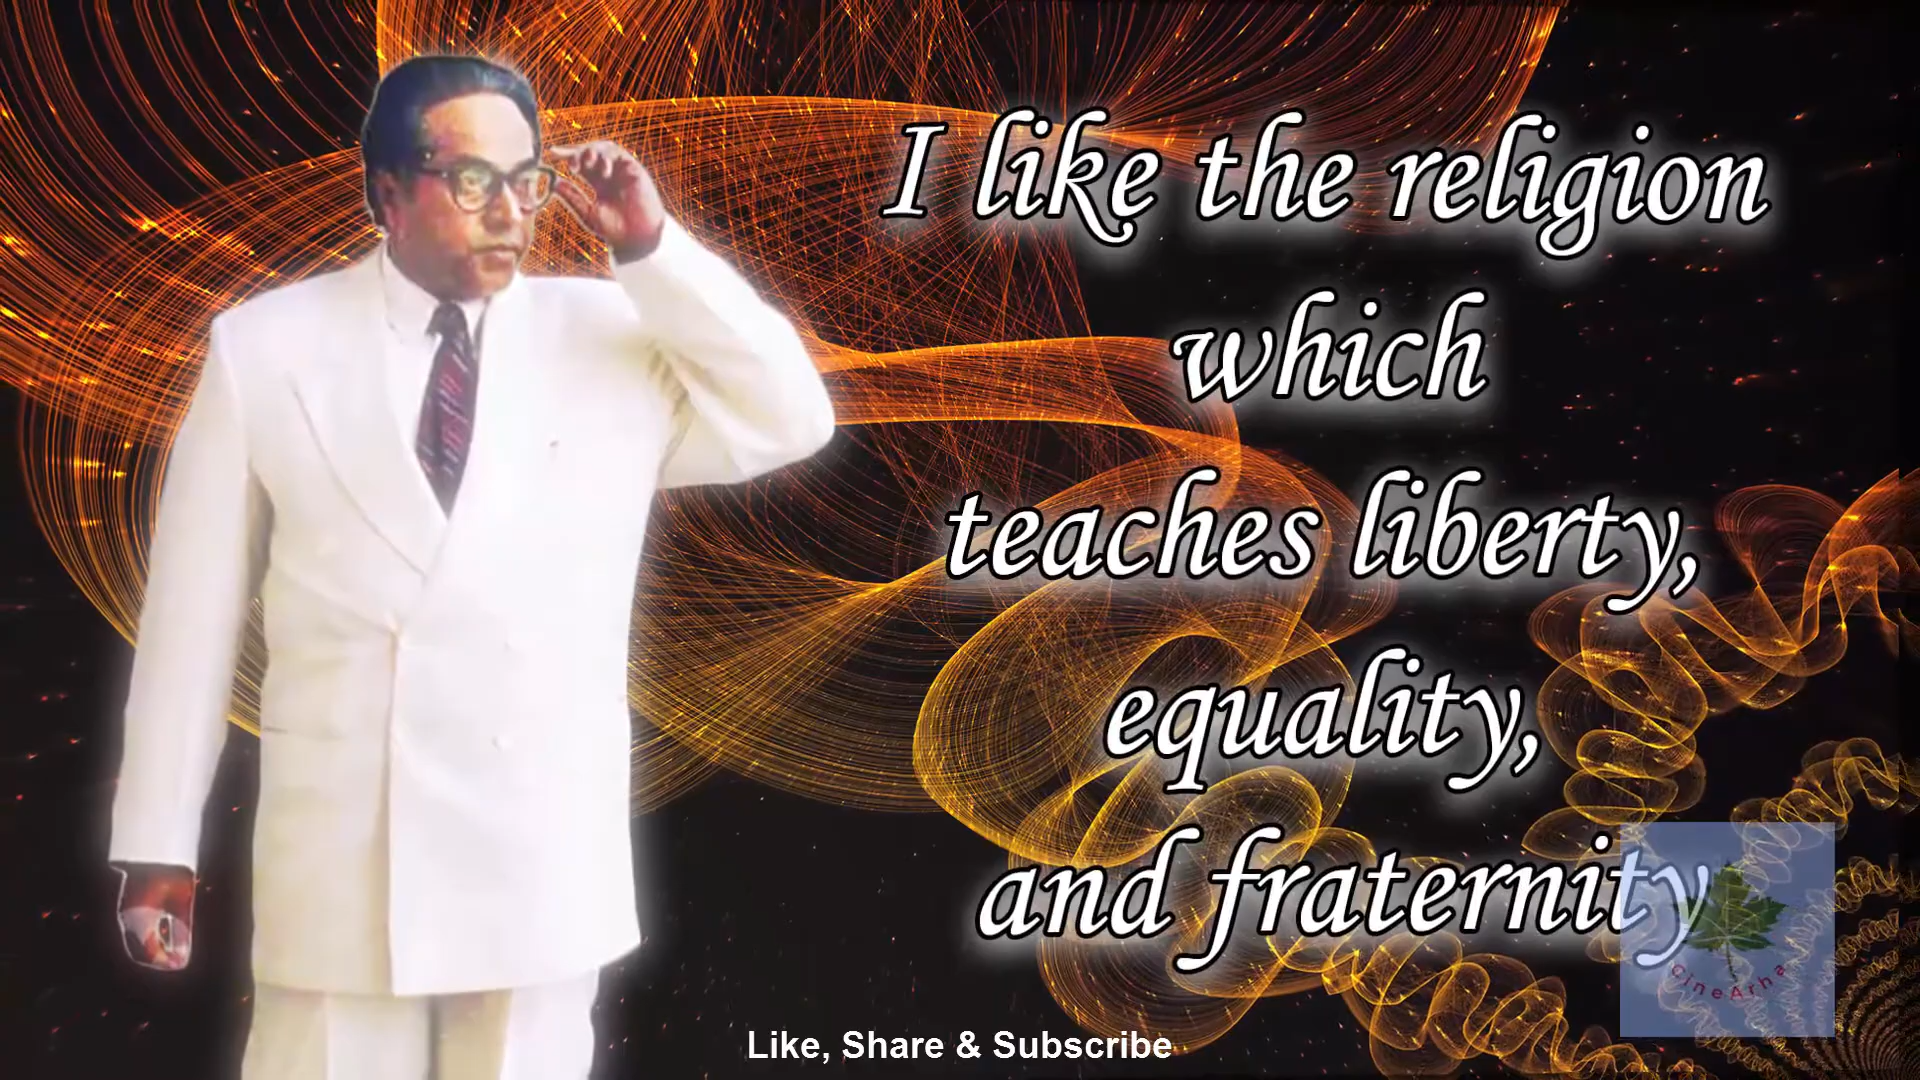 I like the religion
which
teaches liberty,
equality,
and fraternity
CineArha
Like, Share & Subscribe